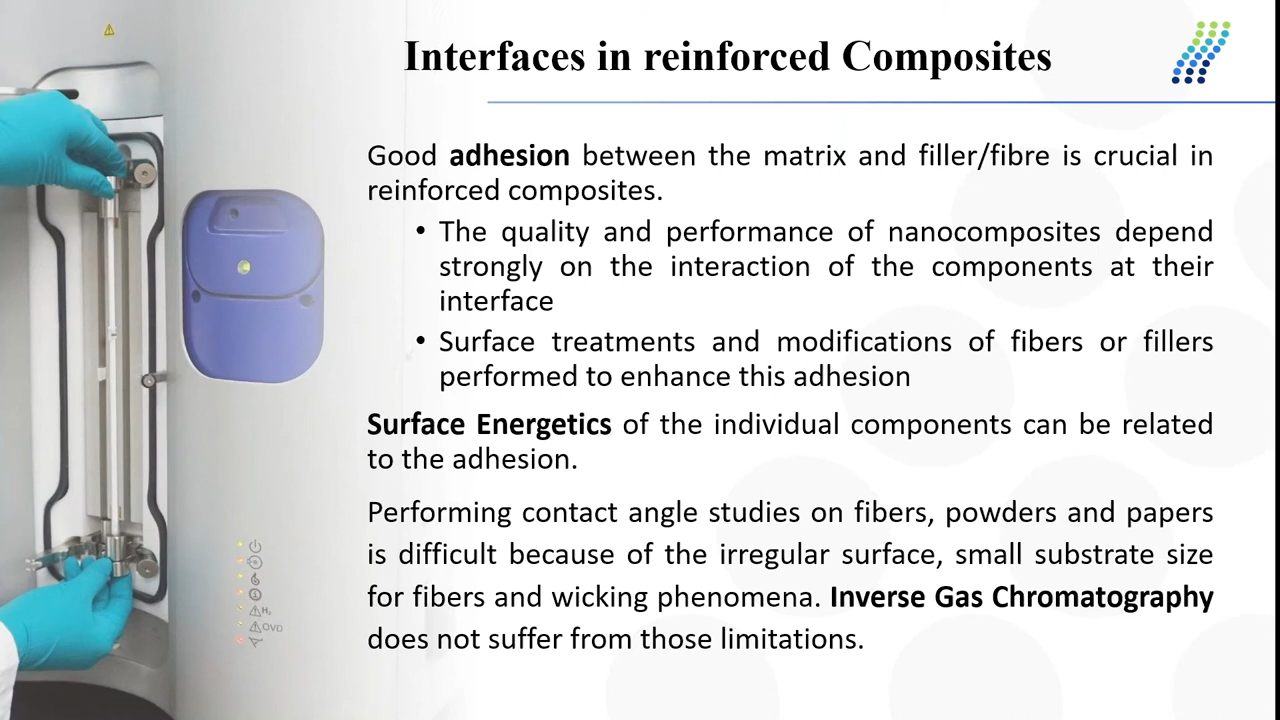 Interfaces in reinforced Composites
Good adhesion between the matrix and filler/fibre is crucial in
reinforced composites.
• The quality and performance of nanocomposites depend
strongly on the interaction of the components at their
interface
• Surface treatments and modifications of fibers or fillers
performed to enhance this adhesion
Surface Energetics of the individual components can be related
to the adhesion.
Performing contact angle studies on fibers, powders and papers
is difficult because of the irregular surface, small substrate size
for fibers and wicking phenomena. Inverse Gas Chromatography
does not suffer from those limitations.
H₂
OVD